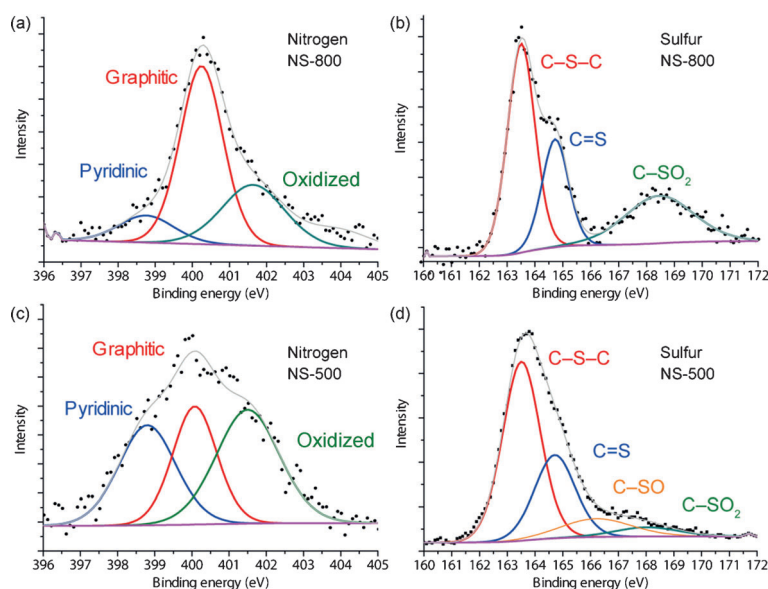 (a)
Nitrogen
NS-800
Graphitic
Pyridinic
Oxidized
Intensity
396 397 398 399 400 401 402 403 404 405
Binding energy (eV)
(b)
Sulfur
NS-800
C–S–C
C=S
C–SO2
Intensity
160 161 162 163 164 165 166 167 168 169 170 171 172
Binding energy (eV)
(c)
Nitrogen
NS-500
Graphitic
Pyridinic
Oxidized
Intensity
396 397 398 399 400 401 402 403 404 405
Binding energy (eV)
(d)
Sulfur
NS-500
C–S–C
C=S
C–SO
C–SO2
Intensity
160 161 162 163 164 165 166 167 168 169 170 171 172
Binding energy (eV)